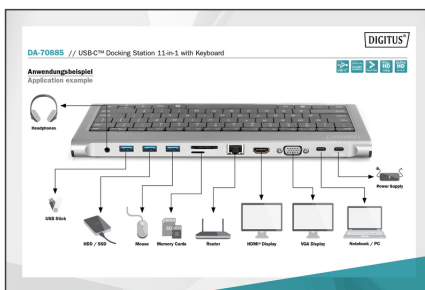 DIGITUS®
DA-70885 // USB-C™ Docking Station 11-in-1 with Keyboard
Anwendungsbeispiel
Application example
Headphones
Power Supply
USB Stick
HDD / SSD
Mouse
Memory Cards
Router
HDMI® Display
VGA Display
Notebook / PC